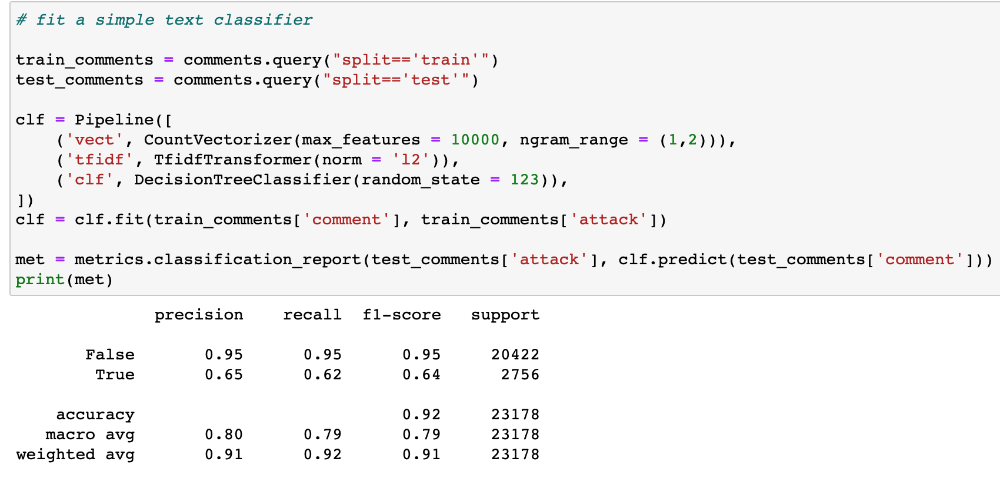 # fit a simple text classifier
train_comments = comments.query("split=='train'")
test_comments = comments.query("split=='test'")
clf = Pipeline([
    ('vect', CountVectorizer(max_features = 10000, ngram_range = (1,2))),
    ('tfidf', TfidfTransformer(norm = 'l2')),
    ('clf', DecisionTreeClassifier(random_state = 123)),
])
clf = clf.fit(train_comments['comment'], train_comments['attack'])
met = metrics.classification_report(test_comments['attack'], clf.predict(test_comments['comment']))
print(met)
precision    recall  f1-score   support
False       0.95      0.95      0.95     20422
True       0.65      0.62      0.64      2756
accuracy                           0.92     23178
macro avg       0.80      0.79      0.79     23178
weighted avg       0.91      0.92      0.91     23178